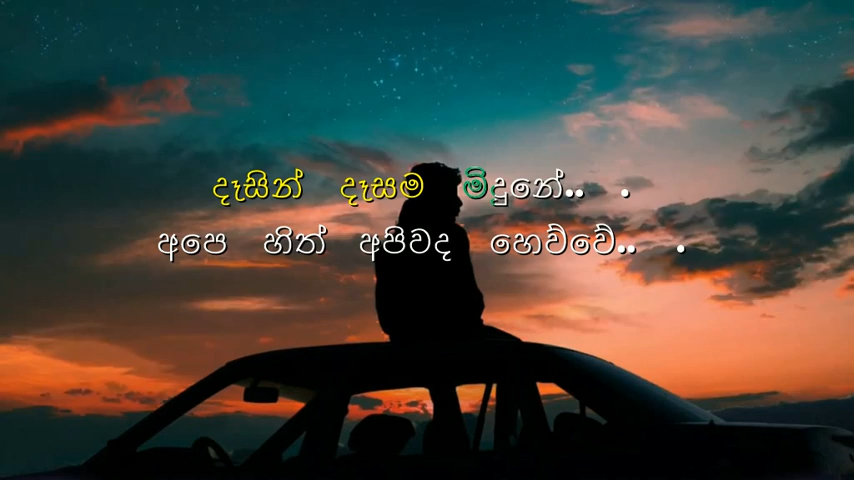 දෑසින් දෑසම මිදුනේ.. .
අපෙ හිත් අපිවද හෙව්වේ.. .